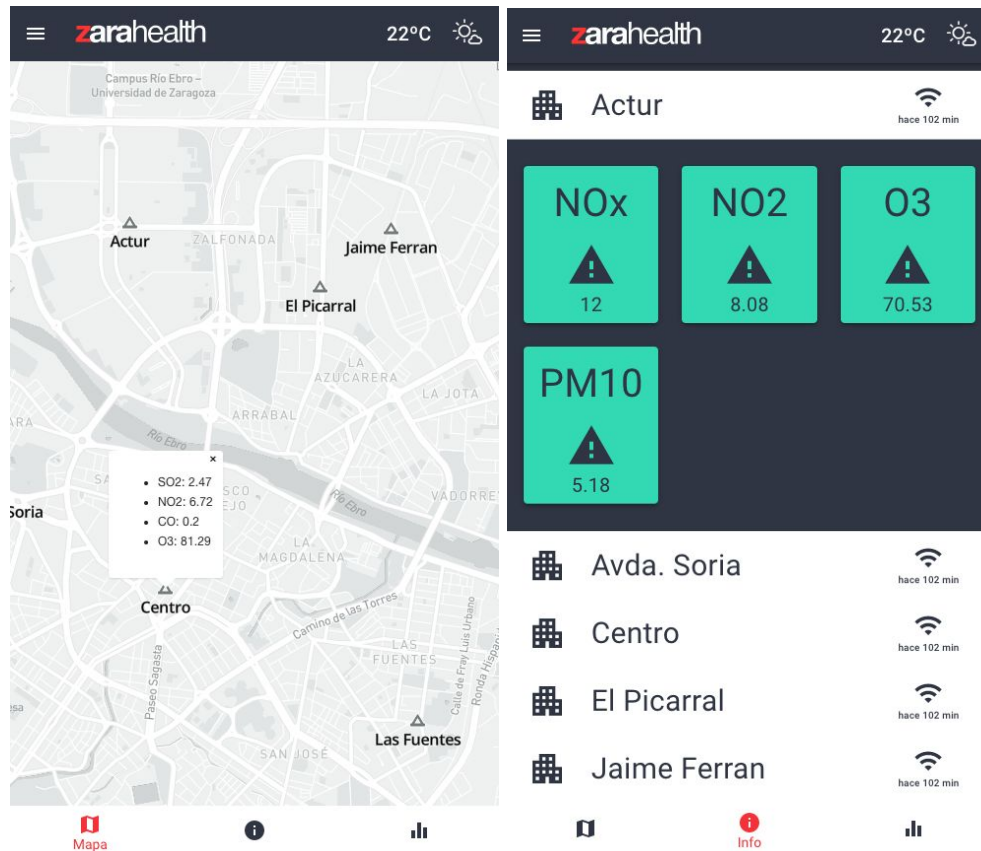 zarahealth
22°C
Campus Río Ebro –
Universidad de Zaragoza
Actur
ZALFONADA
Jaime Ferran
El Picarral
LA
AZUCARERA
LA JOTA
ARRABAL
Río Ebro
×
• SO2: 2.47
• NO2: 6.72
• CO: 0.2
• O3: 81.29
Soria
Río Ebro
LA
MAGDALENA
Centro
Camino de las Torres
LAS
FUENTES
Calle de Fray Luis Urbano
Paseo Sagasta
Las Fuentes
SAN JOSÉ
Mapa
zarahealth
22°C
Actur
hace 102 min
NOx
12
NO2
8.08
O3
70.53
PM10
5.18
Avda. Soria
hace 102 min
Centro
hace 102 min
El Picarral
hace 102 min
Jaime Ferran
hace 102 min
Info